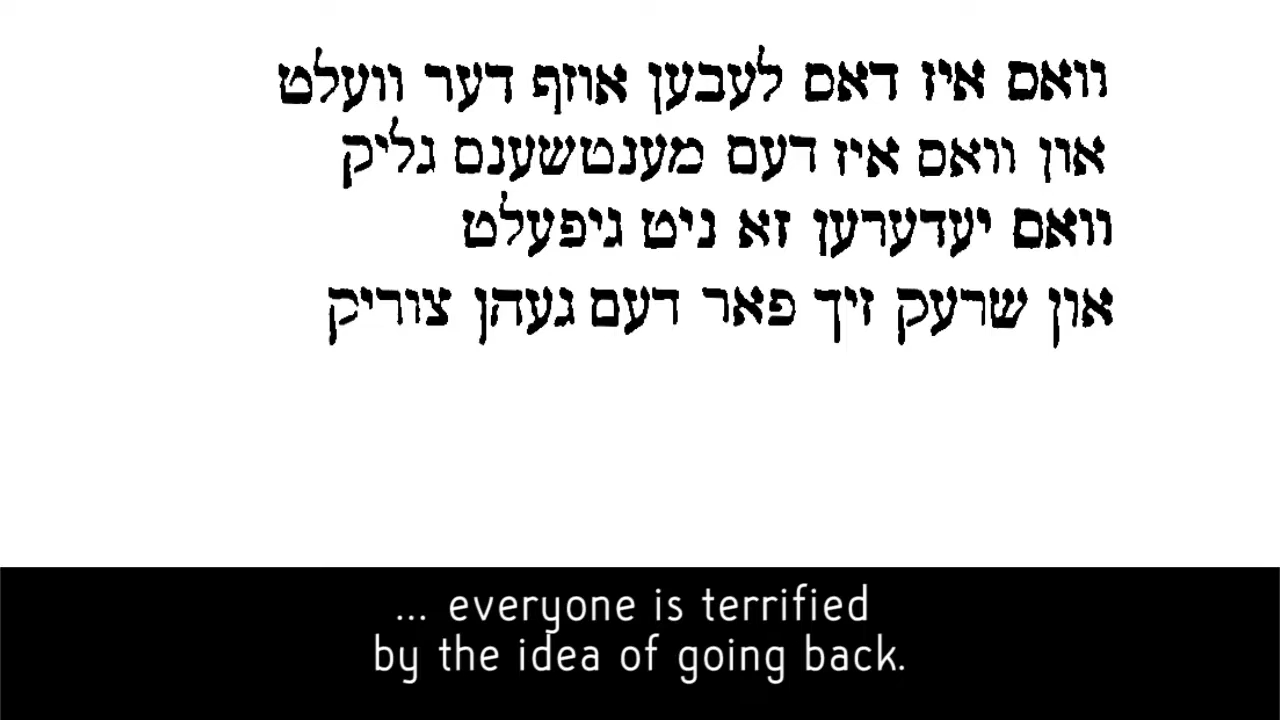 וואס איז דאס לעבען אוזף דער וועלט
און וואס איז דעם מענטשענס גליק
וואס יעדערען זא ניט גיפעלט
און שרעק זיך פאר דעם געהן צוריק
... everyone is terrified
by the idea of going back.